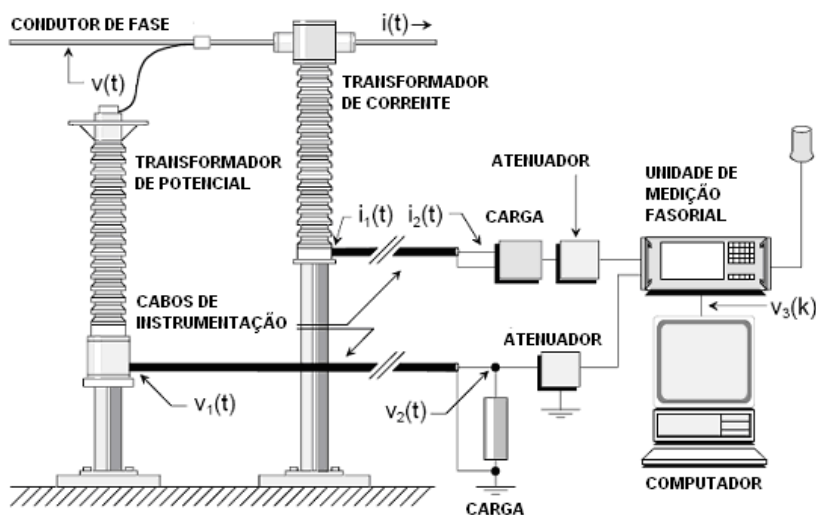 CONDUTOR DE FASE
i(t)
v(t)
TRANSFORMADOR
DE CORRENTE
TRANSFORMADOR
DE POTENCIAL
ATENUADOR
UNIDADE DE
MEDIÇÃO
FASORIAL
i₁(t)
i₂(t)
CARGA
CABOS DE
INSTRUMENTAÇÃO
v₃(k)
ATENUADOR
v₁(t)
v₂(t)
COMPUTADOR
CARGA